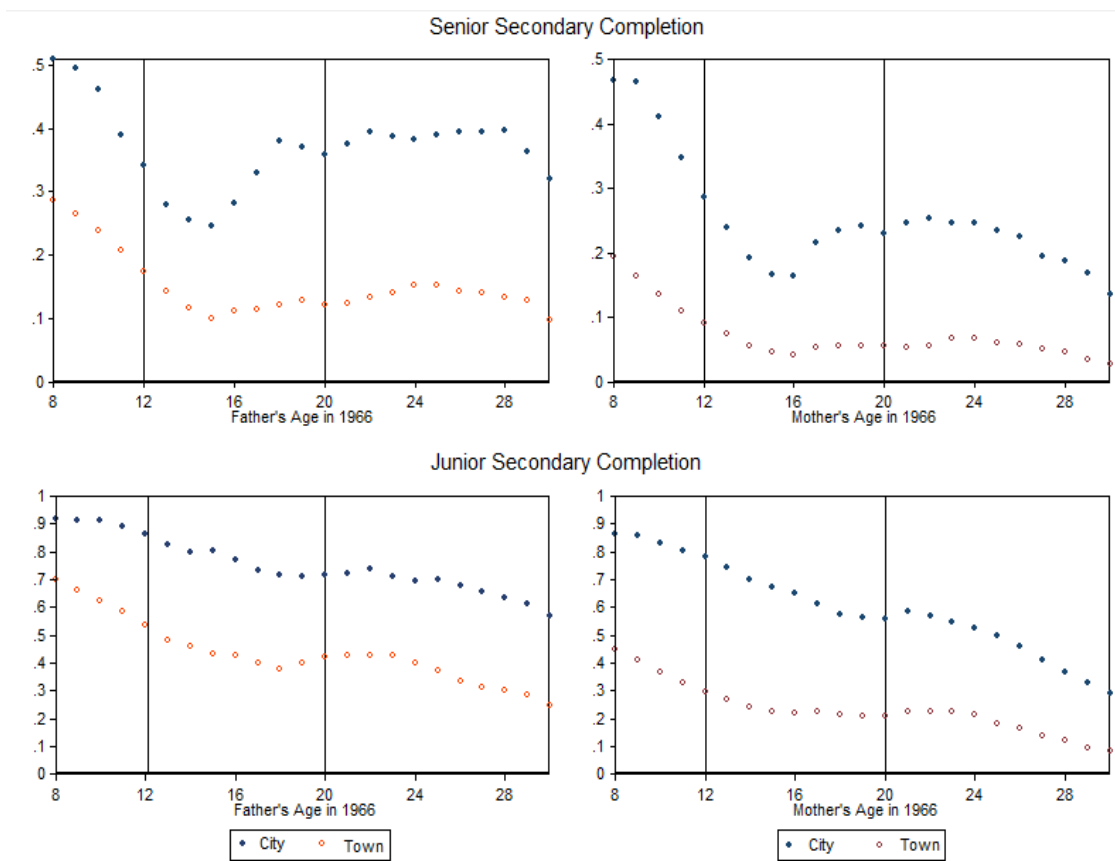 Senior Secondary Completion
.5
.4
.3
.2
.1
0
8 12 16 20 24 28
Father's Age in 1966
.5
.4
.3
.2
.1
0
8 12 16 20 24 28
Mother's Age in 1966
Junior Secondary Completion
1
.9
.8
.7
.6
.5
.4
.3
.2
.1
0
8 12 16 20 24 28
Father's Age in 1966
City Town
1
.9
.8
.7
.6
.5
.4
.3
.2
.1
0
8 12 16 20 24 28
Mother's Age in 1966
City Town